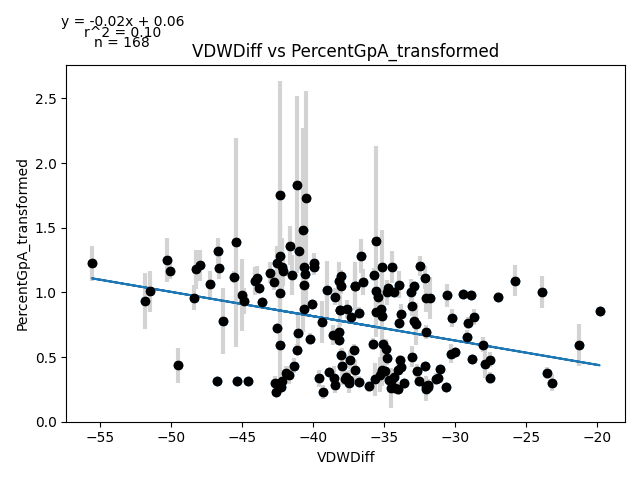 y = -0.02x + 0.06
r^2 = 0.10
n = 168
VDWDiff vs PercentGpA_transformed
PercentGpA_transformed
2.5
2.0
1.5
1.0
0.5
0.0
−55
−50
−45
−40
−35
−30
−25
−20
VDWDiff